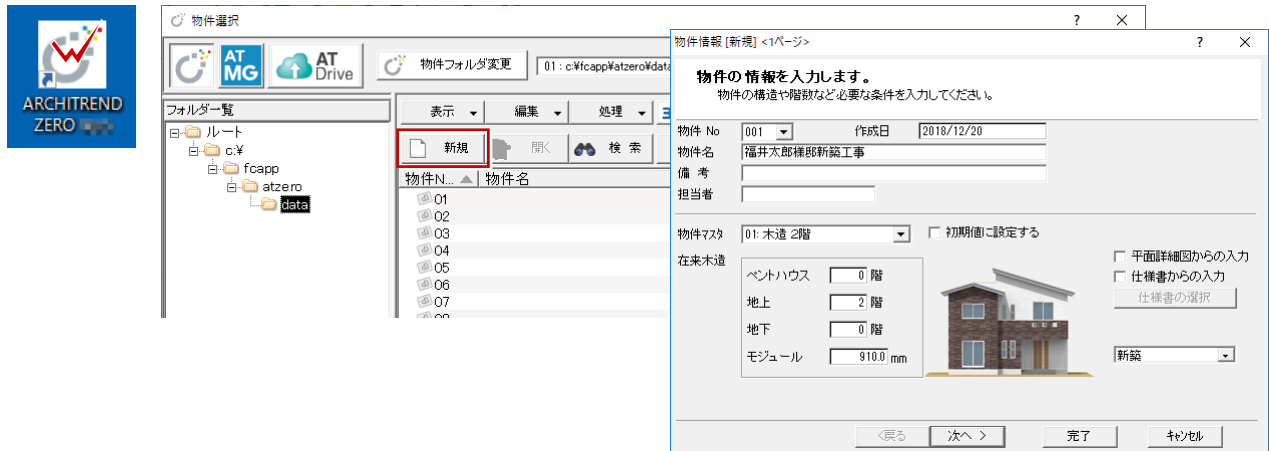 ARCHITREND
ZERO
物件選択
? ×
AT
MG
AT
Drive
物件フォルダ変更
01 : c:¥fcapp¥atzero¥data
フォルダ一覧
ルート
c:¥
fcapp
atzero
data
表示
編集
処理
新規
開く
検 索
物件N...
物件名
01
02
03
04
05
06
07
物件情報 [新規] <1ページ>
? ×
物件の情報を入力します。
物件の構造や階数など必要な条件を入力してください。
物件 No 001 作成日 2018/12/20
物件名 福井太郎様邸新築工事
備 考
担当者
物件マスタ 01: 木造 2階 初期値に設定する
在来木造
ペントハウス 0 階
地上 2 階
地下 0 階
モジュール 910.0 mm
平面詳細図からの入力
仕様書からの入力
仕様書の選択
新築
<戻る 次へ > 完了 キャンセル